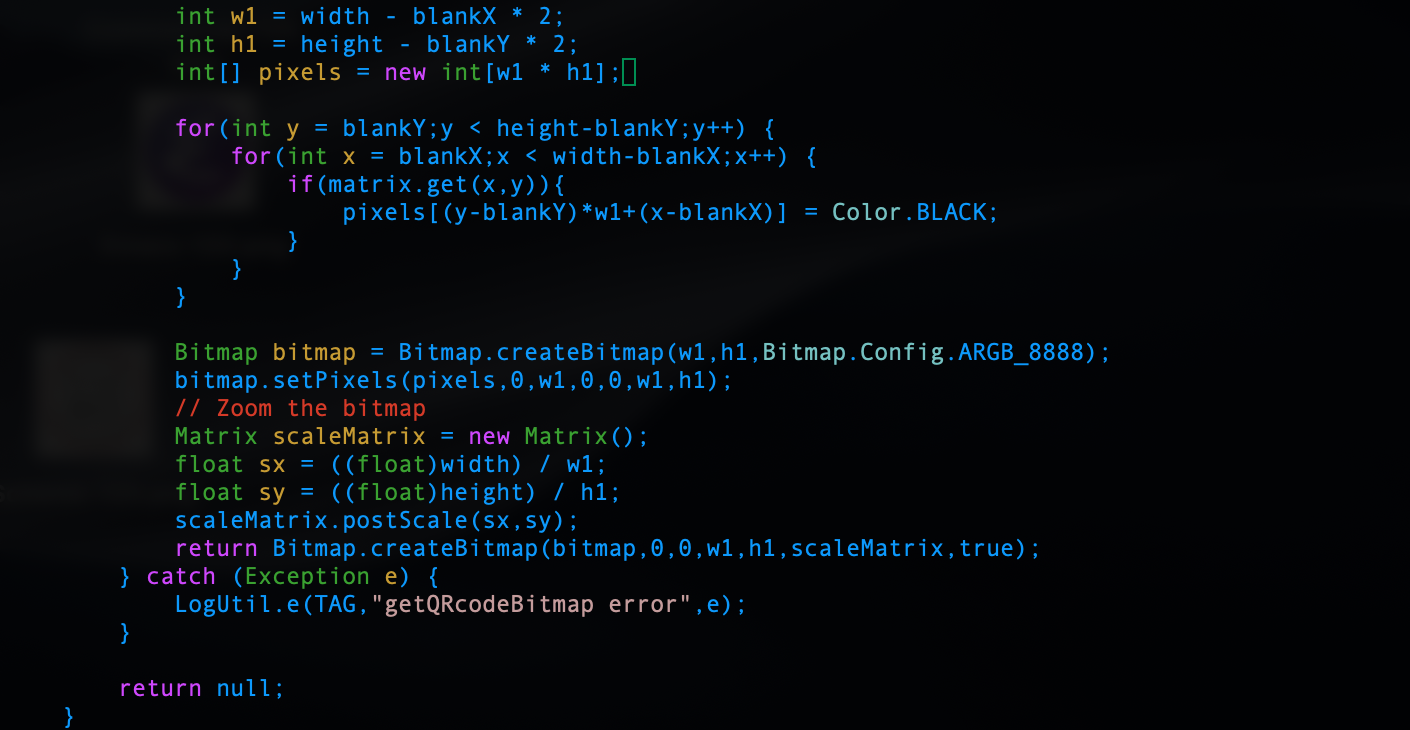 int w1 = width - blankX * 2;
int h1 = height - blankY * 2;
int[] pixels = new int[w1 * h1];
for(int y = blankY;y < height-blankY;y++) {
for(int x = blankX;x < width-blankX;x++) {
if(matrix.get(x,y)){
pixels[(y-blankY)*w1+(x-blankX)] = Color.BLACK;
}
}
}
Bitmap bitmap = Bitmap.createBitmap(w1,h1,Bitmap.Config.ARGB_8888);
bitmap.setPixels(pixels,0,w1,0,0,w1,h1);
// Zoom the bitmap
Matrix scaleMatrix = new Matrix();
float sx = ((float)width) / w1;
float sy = ((float)height) / h1;
scaleMatrix.postScale(sx,sy);
return Bitmap.createBitmap(bitmap,0,0,w1,h1,scaleMatrix,true);
} catch (Exception e) {
LogUtil.e(TAG,"getQRcodeBitmap error",e);
}
return null;
}